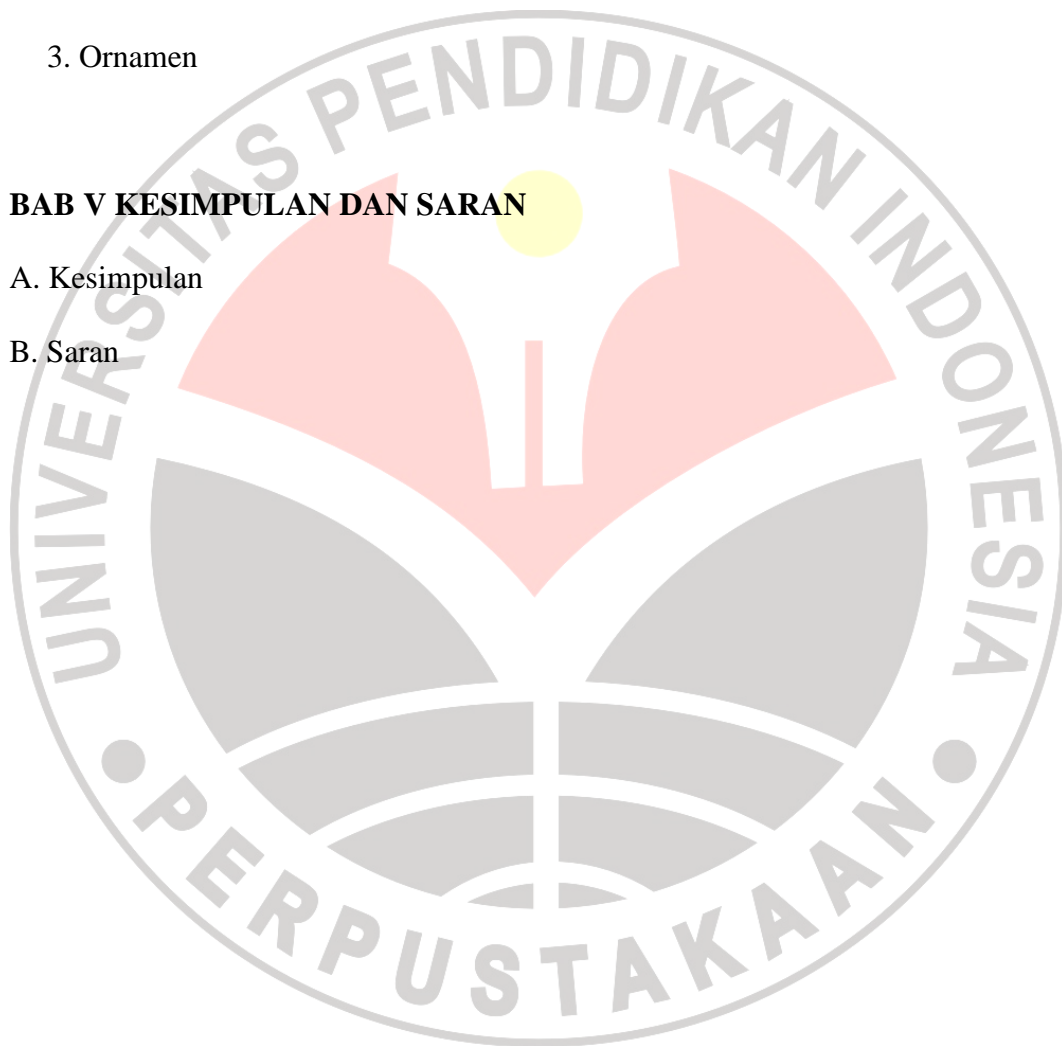 3. Ornamen
BAB V KESIMPULAN DAN SARAN
A. Kesimpulan
B. Saran
UNIVERSITAS PENDIDIKAN INDONESIA
PERPUSTAKAAN